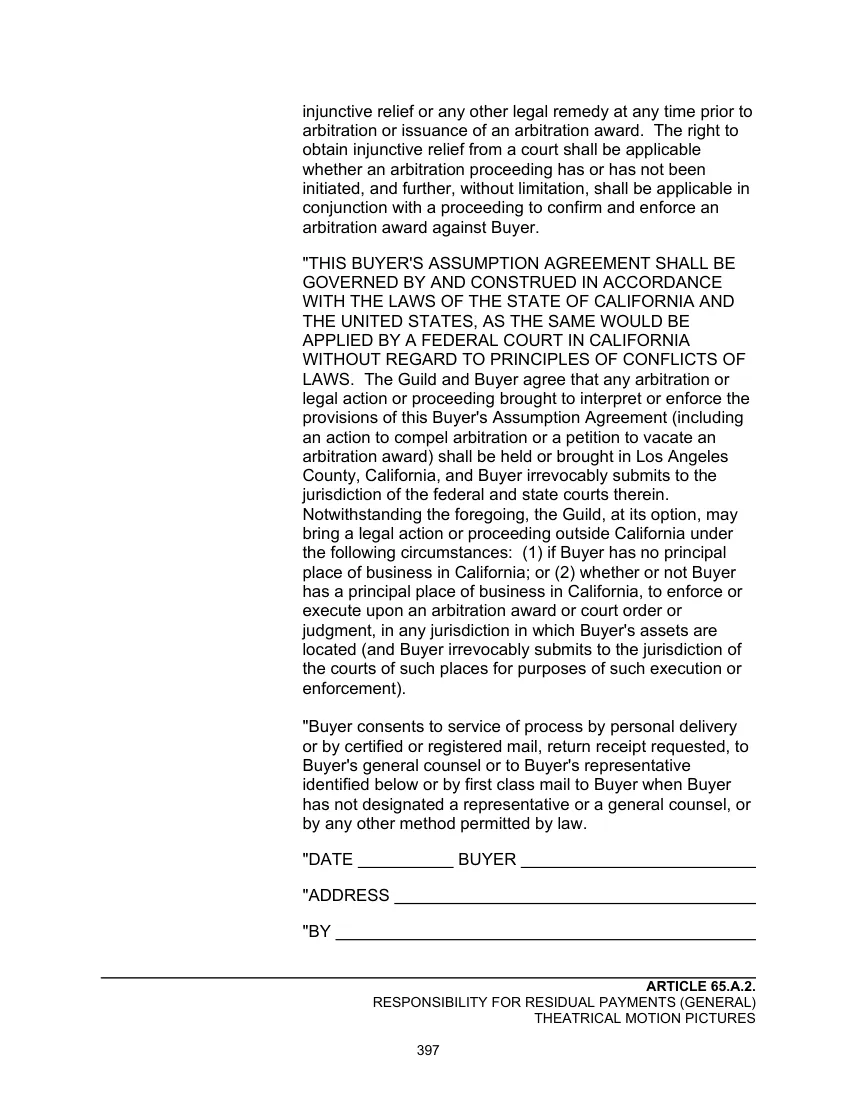 injunctive relief or any other legal remedy at any time prior to
arbitration or issuance of an arbitration award.  The right to
obtain injunctive relief from a court shall be applicable
whether an arbitration proceeding has or has not been
initiated, and further, without limitation, shall be applicable in
conjunction with a proceeding to confirm and enforce an
arbitration award against Buyer.
"THIS BUYER'S ASSUMPTION AGREEMENT SHALL BE
GOVERNED BY AND CONSTRUED IN ACCORDANCE
WITH THE LAWS OF THE STATE OF CALIFORNIA AND
THE UNITED STATES, AS THE SAME WOULD BE
APPLIED BY A FEDERAL COURT IN CALIFORNIA
WITHOUT REGARD TO PRINCIPLES OF CONFLICTS OF
LAWS.  The Guild and Buyer agree that any arbitration or
legal action or proceeding brought to interpret or enforce the
provisions of this Buyer's Assumption Agreement (including
an action to compel arbitration or a petition to vacate an
arbitration award) shall be held or brought in Los Angeles
County, California, and Buyer irrevocably submits to the
jurisdiction of the federal and state courts therein.
Notwithstanding the foregoing, the Guild, at its option, may
bring a legal action or proceeding outside California under
the following circumstances:  (1) if Buyer has no principal
place of business in California; or (2) whether or not Buyer
has a principal place of business in California, to enforce or
execute upon an arbitration award or court order or
judgment, in any jurisdiction in which Buyer's assets are
located (and Buyer irrevocably submits to the jurisdiction of
the courts of such places for purposes of such execution or
enforcement).
"Buyer consents to service of process by personal delivery
or by certified or registered mail, return receipt requested, to
Buyer's general counsel or to Buyer's representative
identified below or by first class mail to Buyer when Buyer
has not designated a representative or a general counsel, or
by any other method permitted by law.
"DATE __________ BUYER _________________________
"ADDRESS ______________________________________
"BY ____________________________________________
ARTICLE 65.A.2.
RESPONSIBILITY FOR RESIDUAL PAYMENTS (GENERAL)
THEATRICAL MOTION PICTURES
397